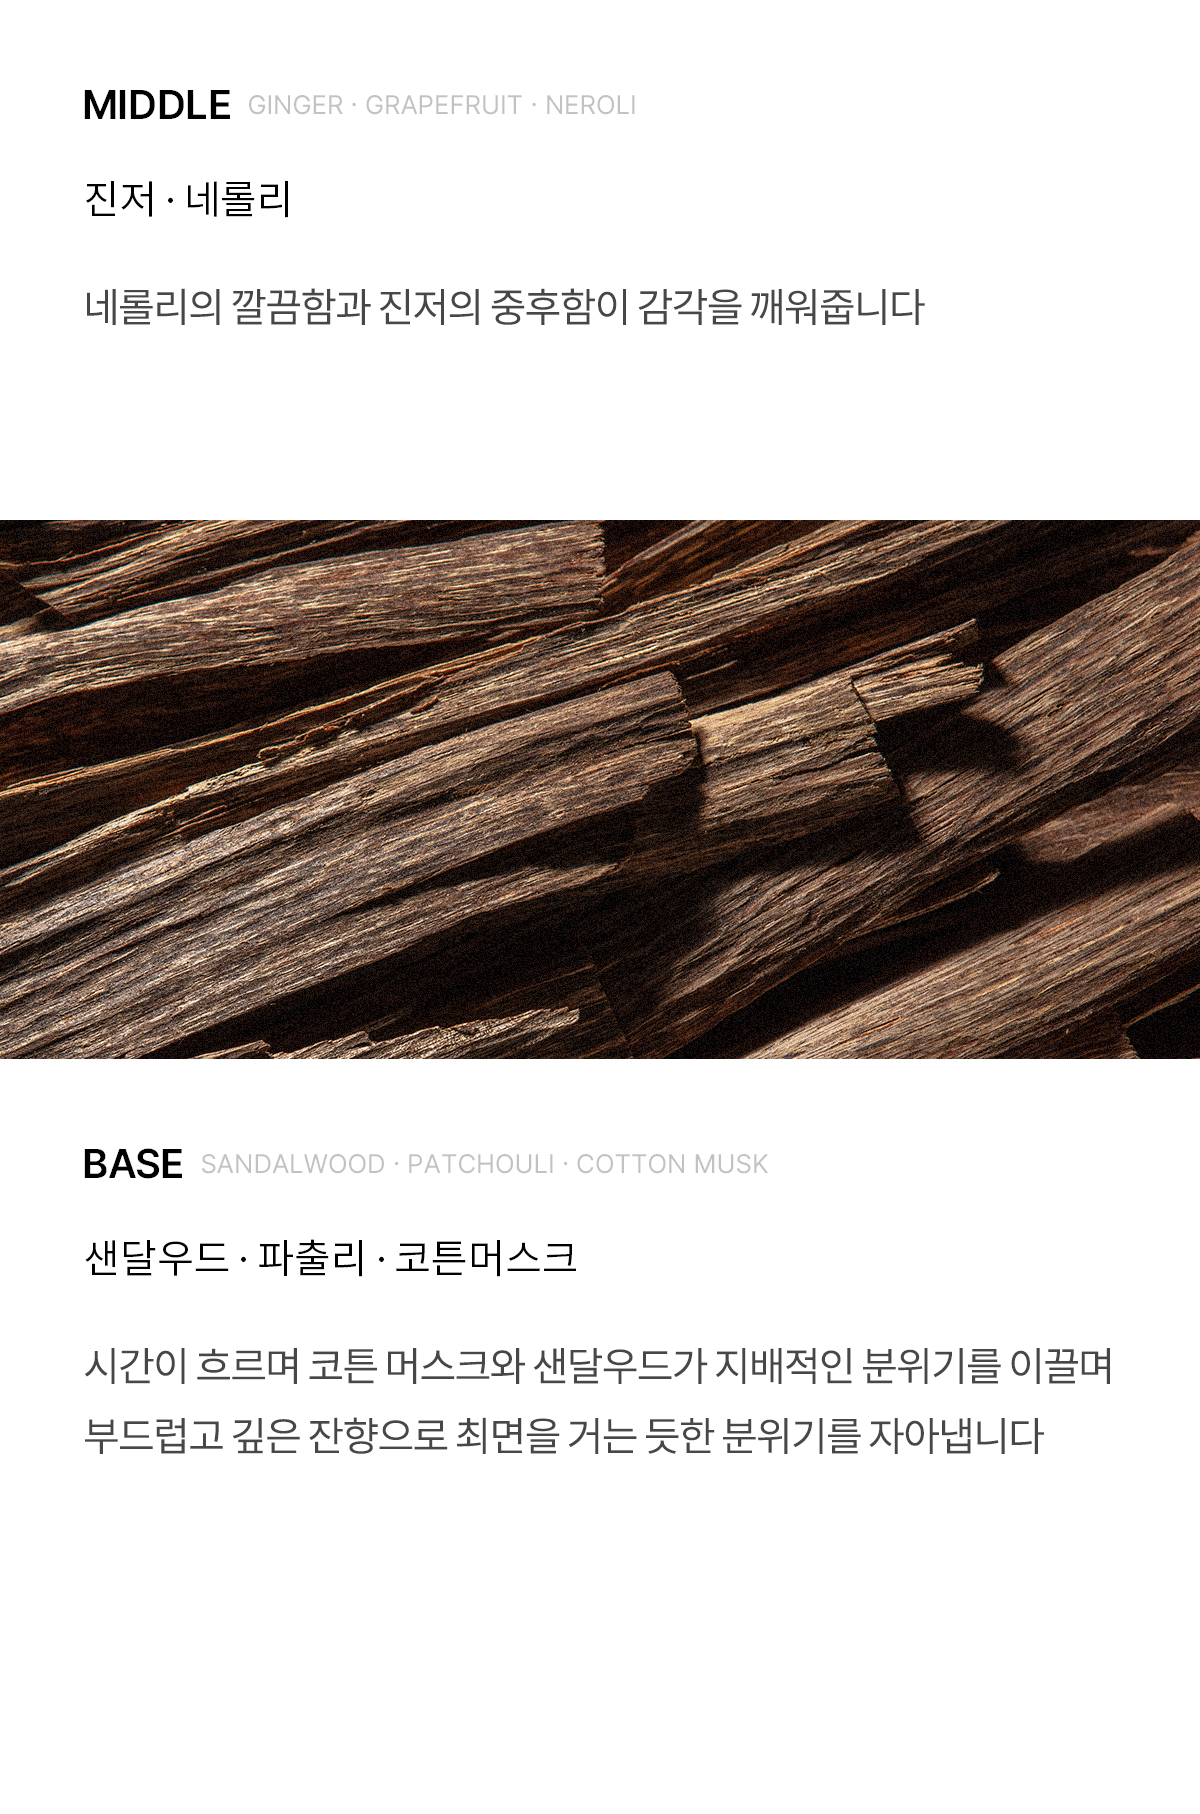 MIDDLE GINGER · GRAPEFRUIT · NEROLI
진저 · 네롤리
네롤리의 깔끔함과 진저의 중후함이 감각을 깨워줍니다
BASE SANDALWOOD · PATCHOULI · COTTON MUSK
샌달우드 · 파출리 · 코튼머스크
시간이 흐르며 코튼 머스크와 샌달우드가 지배적인 분위기를 이끌며
부드럽고 깊은 잔향으로 최면을 거는 듯한 분위기를 자아냅니다